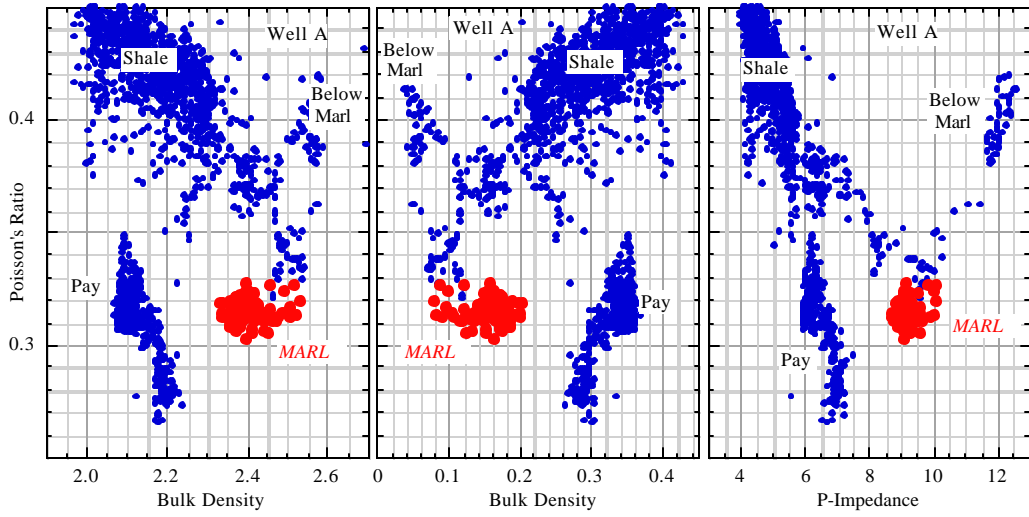 Well A
Shale
Below
Marl
Pay
MARL
Well A
Below
Marl
Shale
Pay
MARL
Well A
Shale
Below
Marl
MARL
Pay
Poisson's Ratio
0.4
0.3
2.0 2.2 2.4 2.6
Bulk Density
0 0.1 0.2 0.3 0.4
Bulk Density
4 6 8 10 12
P-Impedance